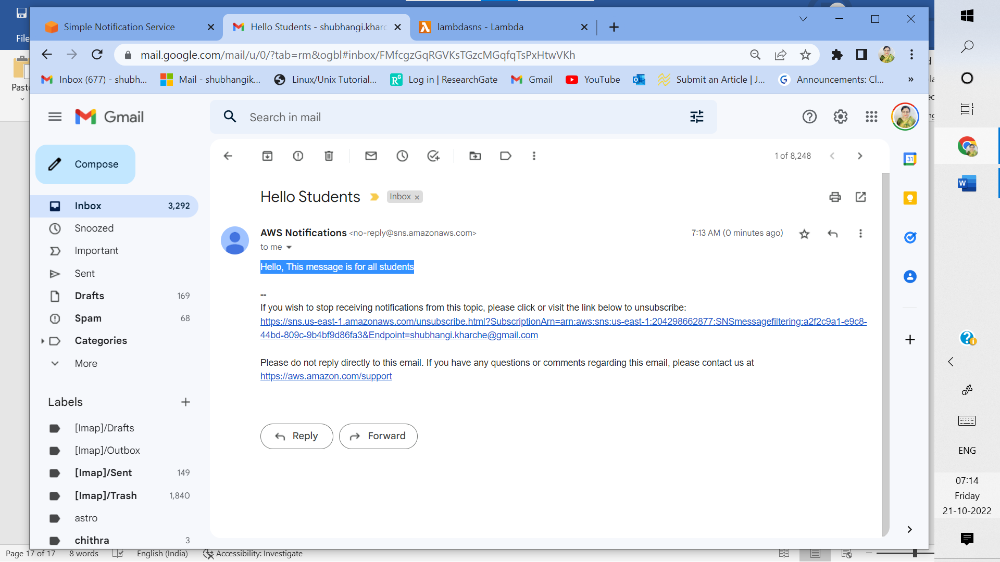 File
Paste
Simple Notification Service
Hello Students - shubhangi.kharc
lambdasns - Lambda
mail.google.com/mail/u/0/?tab=rm&ogbl#inbox/FMfcgzGqRGVKsTGzcMGqfqTsPxHtwVKh
Inbox (677) - shubh...
Mail - shubhangik...
Linux/Unix Tutorial...
Log in | ResearchGate
Gmail
YouTube
Submit an Article | J...
Announcements: Cl...
»
Gmail
Search in mail
Compose
1 of 8,248
Inbox 3,292
Snoozed
Important
Sent
Drafts 169
Spam 68
Categories
More
Labels
[Imap]/Drafts
[Imap]/Outbox
[Imap]/Sent 149
[Imap]/Trash 1,840
astro
chithra 3
Hello Students
Inbox ×
AWS Notifications <no-reply@sns.amazonaws.com>
7:13 AM (0 minutes ago)
to me
Hello, This message is for all students
--
If you wish to stop receiving notifications from this topic, please click or visit the link below to unsubscribe:
https://sns.us-east-1.amazonaws.com/unsubscribe.html?SubscriptionArn=arn:aws:sns:us-east-1:204298662877:SNSmessagefiltering:a2f2c9a1-e9c8-
44bd-809c-9b4bf9d86fa3&Endpoint=shubhangi.kharche@gmail.com
Please do not reply directly to this email. If you have any questions or comments regarding this email, please contact us at
https://aws.amazon.com/support
Reply
Forward
31
W
ENG
07:14
Friday
21-10-2022
Page 17 of 17
8 words
English (India)
Accessibility: Investigate